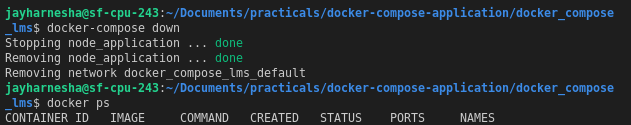 jayharnesha@sf-cpu-243:~/Documents/practicals/docker-compose-application/docker_compose
_lms$ docker-compose down
Stopping node_application ... done
Removing node_application ... done
Removing network docker_compose_lms_default
jayharnesha@sf-cpu-243:~/Documents/practicals/docker-compose-application/docker_compose
_lms$ docker ps
CONTAINER ID   IMAGE     COMMAND   CREATED   STATUS    PORTS     NAMES